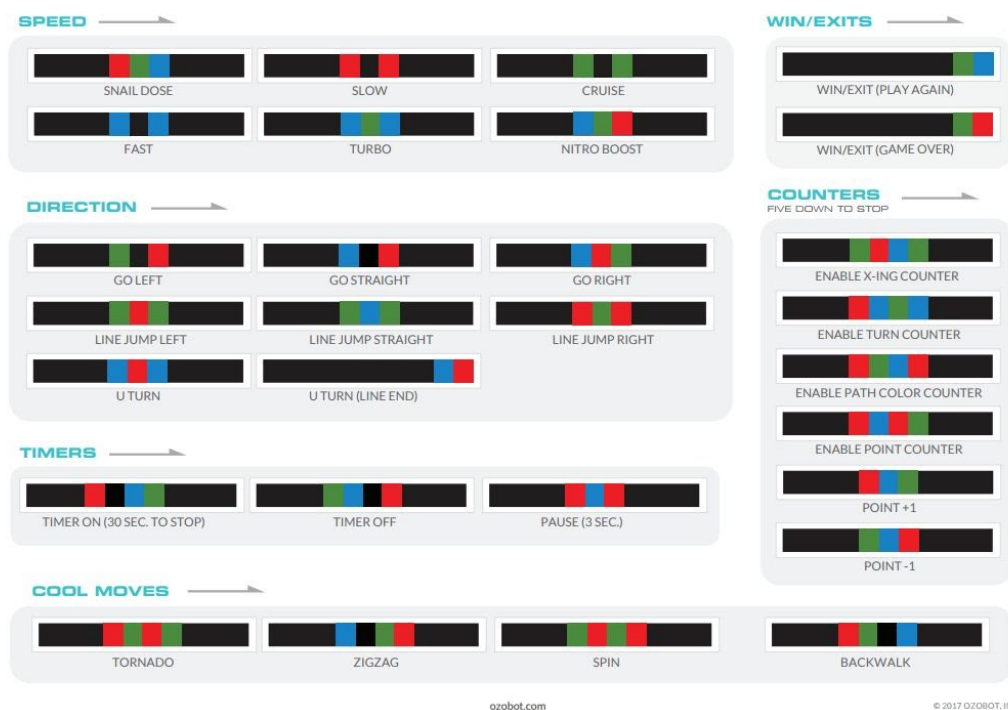 SPEED
SNAIL DOSE
SLOW
CRUISE
FAST
TURBO
NITRO BOOST
WIN/EXITS
WIN/EXIT (PLAY AGAIN)
WIN/EXIT (GAME OVER)
DIRECTION
GO LEFT
GO STRAIGHT
GO RIGHT
LINE JUMP LEFT
LINE JUMP STRAIGHT
LINE JUMP RIGHT
U TURN
U TURN (LINE END)
COUNTERS
FIVE DOWN TO STOP
ENABLE X-ING COUNTER
ENABLE TURN COUNTER
ENABLE PATH COLOR COUNTER
ENABLE POINT COUNTER
POINT +1
POINT -1
TIMERS
TIMER ON (30 SEC. TO STOP)
TIMER OFF
PAUSE (3 SEC.)
COOL MOVES
TORNADO
ZIGZAG
SPIN
BACKWALK
ozobot.com
© 2017 OZOBOT,